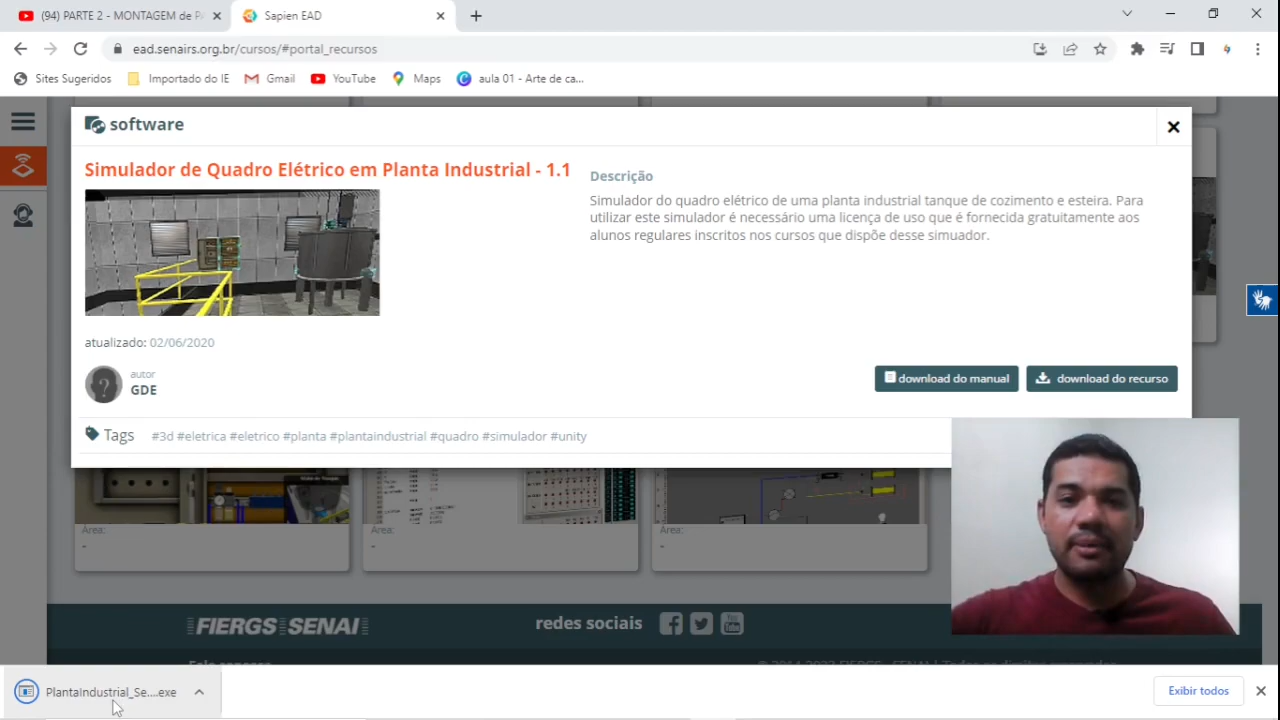 (94) PARTE 2 - MONTAGEM de P
Sapien EAD
ead.senairs.org.br/cursos/#portal_recursos
Sites Sugeridos
Importado do IE
Gmail
YouTube
Maps
aula 01 - Arte de ca...
software
Simulador de Quadro Elétrico em Planta Industrial - 1.1
Descrição
Simulador do quadro elétrico de uma planta industrial tanque de cozimento e esteira. Para
utilizar este simulador é necessário uma licença de uso que é fornecida gratuitamente aos
alunos regulares inscritos nos cursos que dispõe desse simuador.
atualizado: 02/06/2020
autor
GDE
download do manual
download do recurso
Tags
#3d #eletrica #eletrico #planta #plantaindustrial #quadro #simulador #unity
Área:
-
Área:
-
Área:
-
FIERGS SENAI
redes sociais
PlantaIndustrial_Se....exe
Exibir todos